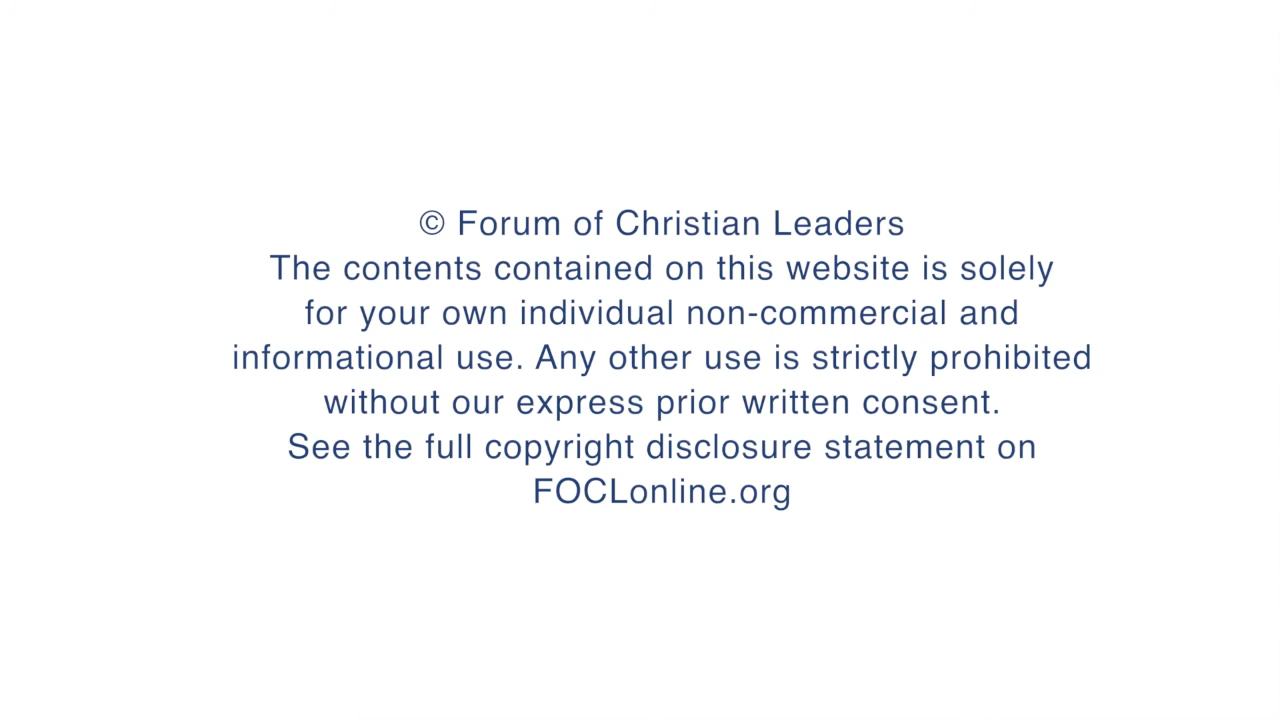 © Forum of Christian Leaders
The contents contained on this website is solely
for your own individual non-commercial and
informational use. Any other use is strictly prohibited
without our express prior written consent.
See the full copyright disclosure statement on
FOCLonline.org